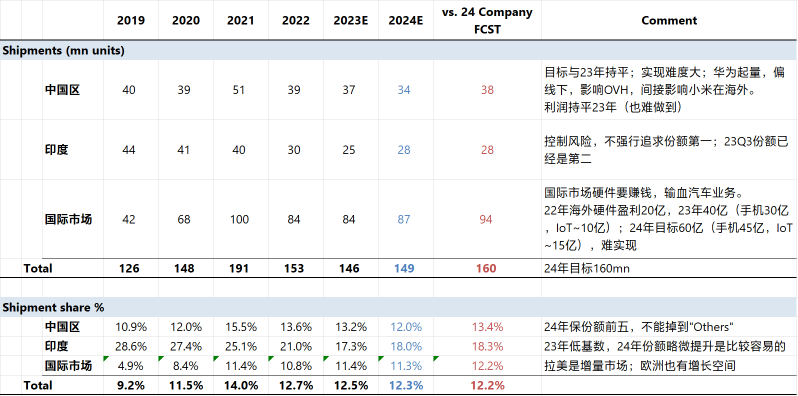 2019 2020 2021 2022 2023E 2024E vs. 24 Company FCST Comment
Shipments (mn units)
中国区 40 39 51 39 37 34 38 目标与23年持平；实现难度大；华为起量，偏
线下，影响OVH，间接影响小米在海外。
利润持平23年（也难做到）
印度 44 41 40 30 25 28 28 控制风险，不强行追求份额第一；23Q3份额已
经是第二
国际市场 42 68 100 84 84 87 94 国际市场硬件要赚钱，输血汽车业务。
22年海外硬件盈利20亿，23年40亿（手机30亿
，IoT~10亿）；24年目标60亿（手机45亿，IoT
~15亿），难实现
Total 126 148 191 153 146 149 160 24年目标160mn
Shipment share %
中国区 10.9% 12.0% 15.5% 13.6% 13.2% 12.0% 13.4% 24年保份额前五，不能掉到"Others"
印度 28.6% 27.4% 25.1% 21.0% 17.3% 18.0% 18.3% 23年低基数，24年份额略微提升是比较容易的
国际市场 4.9% 8.4% 11.4% 10.8% 11.4% 11.3% 12.2% 拉美是增量市场；欧洲也有增长空间
Total 9.2% 11.5% 14.0% 12.7% 12.5% 12.3% 12.2%